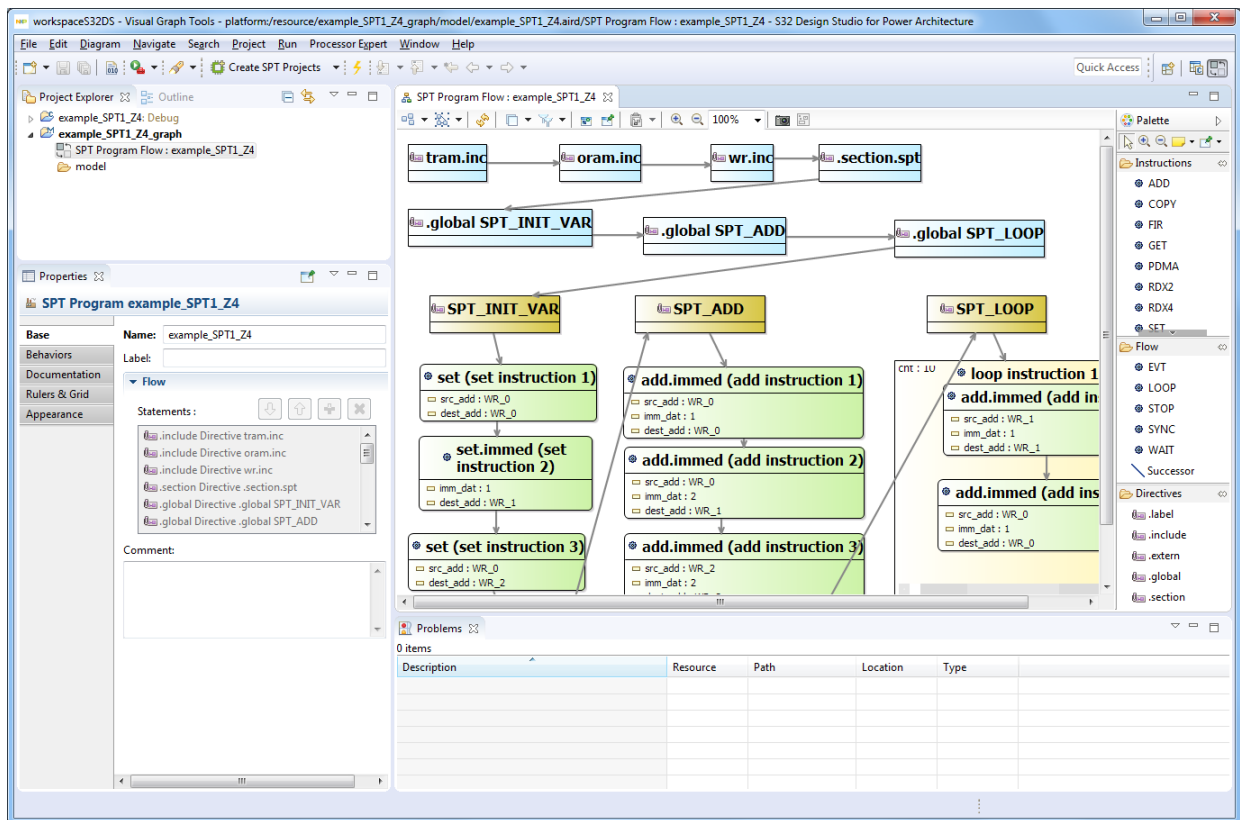 workspaceS32DS - Visual Graph Tools - platform:/resource/example_SPT1_Z4_graph/model/example_SPT1_Z4.aird/SPT Program Flow : example_SPT1_Z4 - S32 Design Studio for Power Architecture
File Edit Diagram Navigate Search Project Run Processor Expert Window Help
Create SPT Projects
Quick Access
Project Explorer
Outline
example_SPT1_Z4: Debug
example_SPT1_Z4_graph
SPT Program Flow : example_SPT1_Z4
model
Properties
SPT Program example_SPT1_Z4
Base
Behaviors
Documentation
Rulers & Grid
Appearance
Name: example_SPT1_Z4
Label:
Flow
Statements :
.include Directive tram.inc
.include Directive oram.inc
.include Directive wr.inc
.section Directive .section.spt
.global Directive .global SPT_INIT_VAR
.global Directive .global SPT_ADD
Comment:
SPT Program Flow : example_SPT1_Z4
100%
tram.inc
oram.inc
wr.inc
.section.spt
.global SPT_INIT_VAR
.global SPT_ADD
.global SPT_LOOP
SPT_INIT_VAR
SPT_ADD
SPT_LOOP
set (set instruction 1)
src_add : WR_0
dest_add : WR_0
set.immed (set
instruction 2)
imm_dat : 1
dest_add : WR_1
set (set instruction 3)
src_add : WR_0
dest_add : WR_2
add.immed (add instruction 1)
src_add : WR_0
imm_dat : 1
dest_add : WR_0
add.immed (add instruction 2)
src_add : WR_0
imm_dat : 2
dest_add : WR_1
add.immed (add instruction 3)
src_add : WR_2
imm_dat : 2
cnt : 10
loop instruction 1
add.immed (add in
src_add : WR_1
imm_dat : 1
dest_add : WR_1
add.immed (add ins
src_add : WR_0
imm_dat : 1
dest_add : WR_0
Palette
Instructions
ADD
COPY
FIR
GET
PDMA
RDX2
RDX4
SET
Flow
EVT
LOOP
STOP
SYNC
WAIT
Successor
Directives
.label
.include
.extern
.global
.section
Problems
0 items
Description Resource Path Location Type